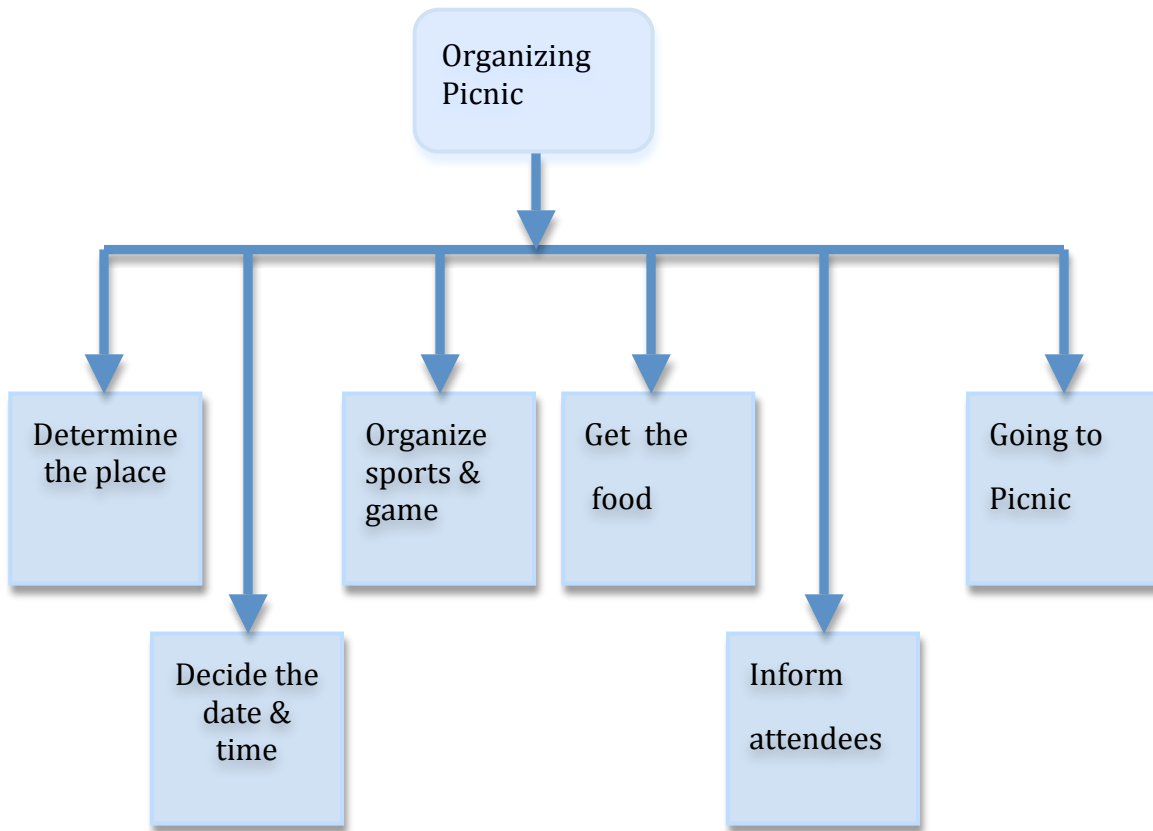 Organizing
Picnic
Determine
the place
Decide the
date &
time
Organize
sports &
game
Get the
food
Inform
attendees
Going to
Picnic